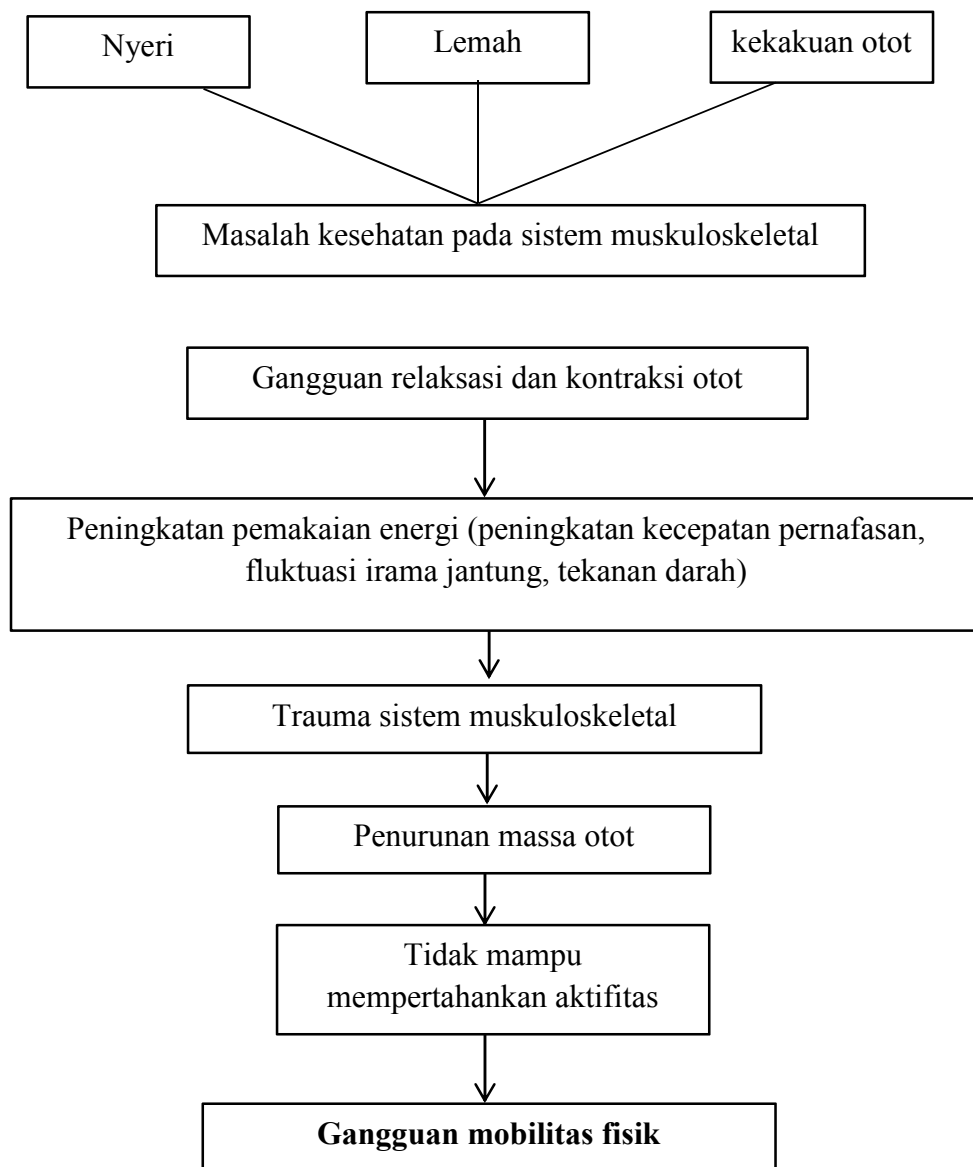 Nyeri
Lemah
kekakuan otot
Masalah kesehatan pada sistem muskuloskeletal
Gangguan relaksasi dan kontraksi otot
Peningkatan pemakaian energi (peningkatan kecepatan pernafasan,
fluktuasi irama jantung, tekanan darah)
Trauma sistem muskuloskeletal
Penurunan massa otot
Tidak mampu
mempertahankan aktifitas
Gangguan mobilitas fisik